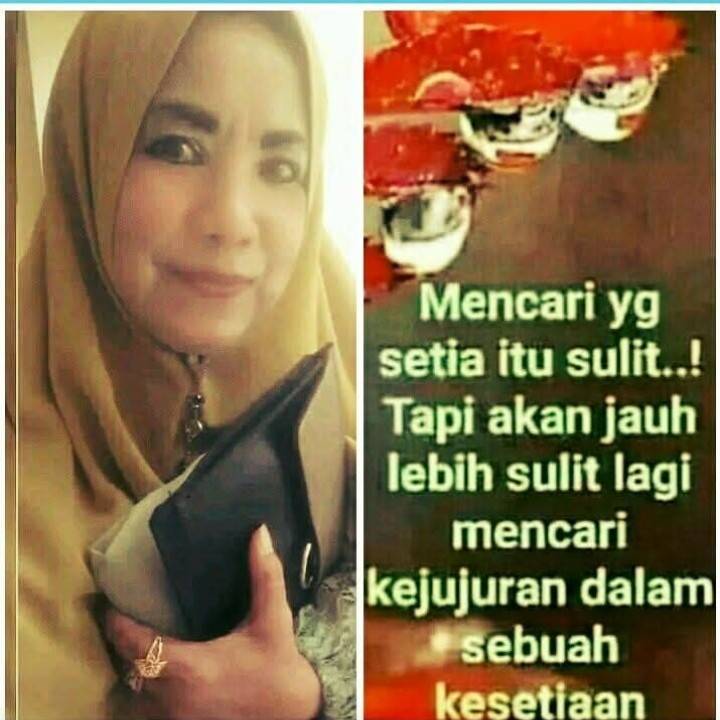 Mencari yg
setia itu sulit..!
Tapi akan jauh
lebih sulit lagi
mencari
kejujuran dalam
sebuah
kesetiaan